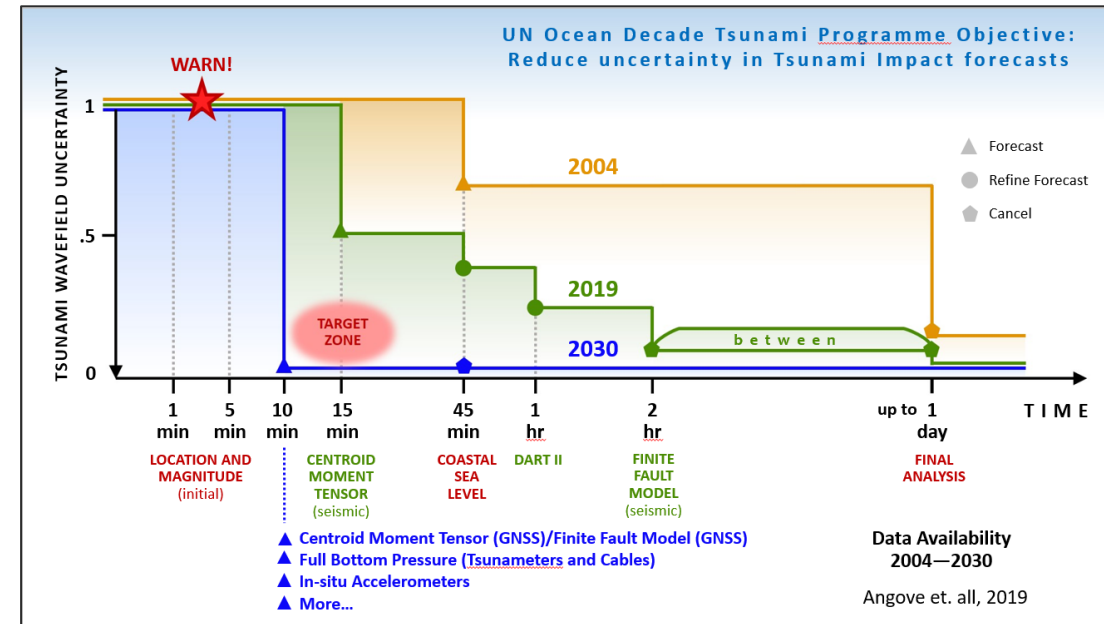 UN Ocean Decade Tsunami Programme Objective:
Reduce uncertainty in Tsunami Impact forecasts
WARN!
TSUNAMI WAVEFIELD UNCERTAINTY
1
.5
0
2004
2019
2030
TARGET
ZONE
between
Forecast
Refine Forecast
Cancel
1
min
5
min
10
min
15
min
45
min
1
hr
2
hr
up to 1
day
TIME
LOCATION AND
MAGNITUDE
(initial)
CENTROID
MOMENT
TENSOR
(seismic)
COASTAL
SEA
LEVEL
DART II
FINITE
FAULT
MODEL
(seismic)
FINAL
ANALYSIS
Centroid Moment Tensor (GNSS)/Finite Fault Model (GNSS)
Full Bottom Pressure (Tsunameters and Cables)
In-situ Accelerometers
More...
Data Availability
2004—2030
Angove et. all, 2019